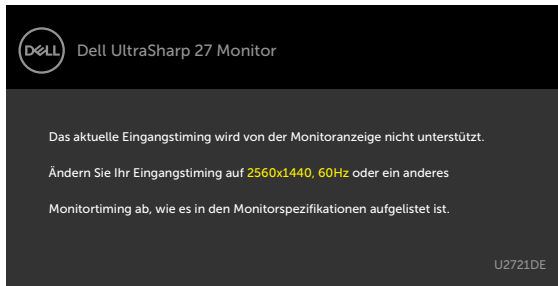 DELL
Dell UltraSharp 27 Monitor
Das aktuelle Eingangstiming wird von der Monitoranzeige nicht unterstützt.
Ändern Sie Ihr Eingangstiming auf 2560x1440, 60Hz oder ein anderes
Monitortiming ab, wie es in den Monitorspezifikationen aufgelistet ist.
U2721DE